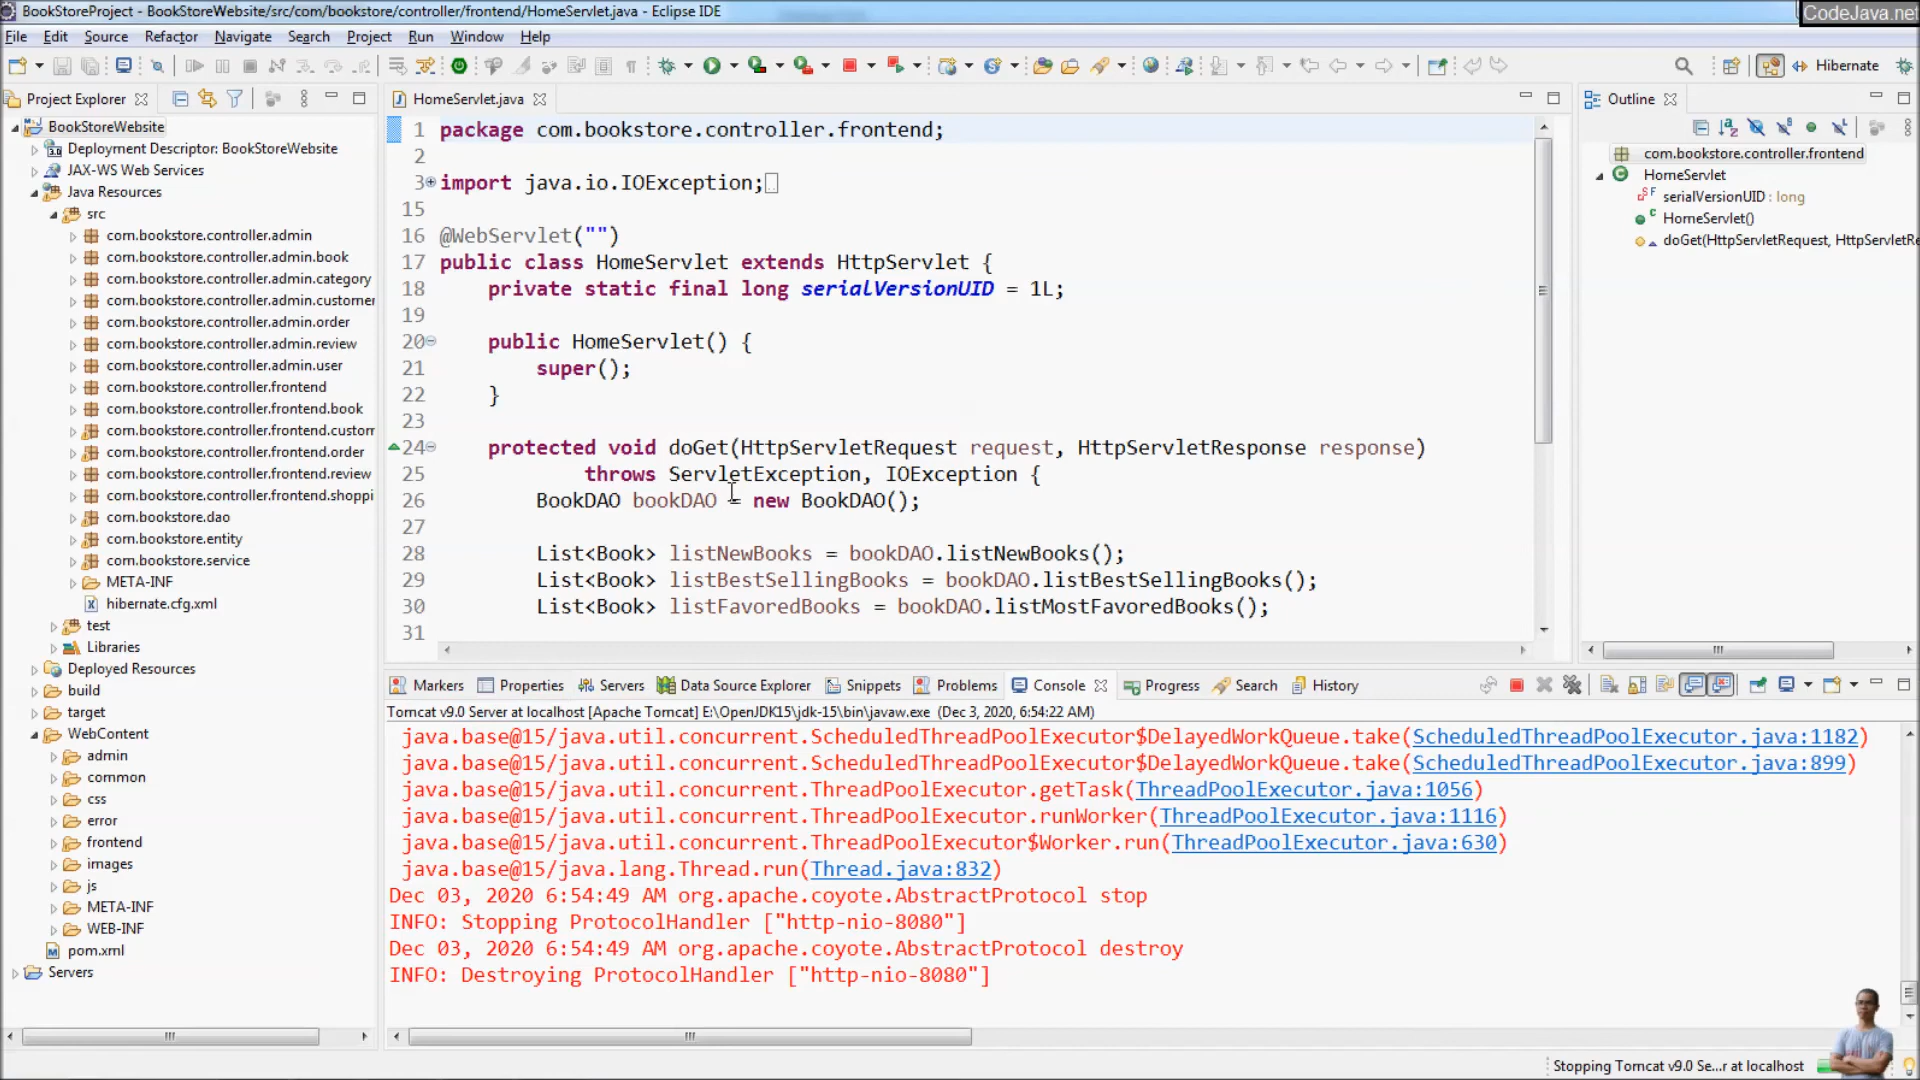 BookStoreProject - BookStoreWebsite/src/com/bookstore/controller/frontend/HomeServlet.java - Eclipse IDE
CodeJava.net
File Edit Source Refactor Navigate Search Project Run Window Help
Hibernate
Project Explorer
BookStoreWebsite
Deployment Descriptor: BookStoreWebsite
JAX-WS Web Services
Java Resources
src
com.bookstore.controller.admin
com.bookstore.controller.admin.book
com.bookstore.controller.admin.category
com.bookstore.controller.admin.customer
com.bookstore.controller.admin.order
com.bookstore.controller.admin.review
com.bookstore.controller.admin.user
com.bookstore.controller.frontend
com.bookstore.controller.frontend.book
com.bookstore.controller.frontend.custom
com.bookstore.controller.frontend.order
com.bookstore.controller.frontend.review
com.bookstore.controller.frontend.shoppi
com.bookstore.dao
com.bookstore.entity
com.bookstore.service
META-INF
hibernate.cfg.xml
test
Libraries
Deployed Resources
build
target
WebContent
admin
common
css
error
frontend
images
js
META-INF
WEB-INF
pom.xml
Servers
HomeServlet.java
1 package com.bookstore.controller.frontend;
2
3 import java.io.IOException;
15
16 @WebServlet("")
17 public class HomeServlet extends HttpServlet {
18 private static final long serialVersionUID = 1L;
19
20 public HomeServlet() {
21 super();
22 }
23
24 protected void doGet(HttpServletRequest request, HttpServletResponse response)
25 throws ServletException, IOException {
26 BookDAO bookDAO = new BookDAO();
27
28 List<Book> listNewBooks = bookDAO.listNewBooks();
29 List<Book> listBestSellingBooks = bookDAO.listBestSellingBooks();
30 List<Book> listFavoredBooks = bookDAO.listMostFavoredBooks();
31
Outline
com.bookstore.controller.frontend
HomeServlet
serialVersionUID : long
HomeServlet()
doGet(HttpServletRequest, HttpServletRe
Markers Properties Servers Data Source Explorer Snippets Problems Console Progress Search History
Tomcat v9.0 Server at localhost [Apache Tomcat] E:\OpenJDK15\jdk-15\bin\javaw.exe (Dec 3, 2020, 6:54:22 AM)
java.base@15/java.util.concurrent.ScheduledThreadPoolExecutor$DelayedWorkQueue.take(ScheduledThreadPoolExecutor.java:1182)
java.base@15/java.util.concurrent.ScheduledThreadPoolExecutor$DelayedWorkQueue.take(ScheduledThreadPoolExecutor.java:899)
java.base@15/java.util.concurrent.ThreadPoolExecutor.getTask(ThreadPoolExecutor.java:1056)
java.base@15/java.util.concurrent.ThreadPoolExecutor.runWorker(ThreadPoolExecutor.java:1116)
java.base@15/java.util.concurrent.ThreadPoolExecutor$Worker.run(ThreadPoolExecutor.java:630)
java.base@15/java.lang.Thread.run(Thread.java:832)
Dec 03, 2020 6:54:49 AM org.apache.coyote.AbstractProtocol stop
INFO: Stopping ProtocolHandler ["http-nio-8080"]
Dec 03, 2020 6:54:49 AM org.apache.coyote.AbstractProtocol destroy
INFO: Destroying ProtocolHandler ["http-nio-8080"]
Stopping Tomcat v9.0 Se...r at localhost